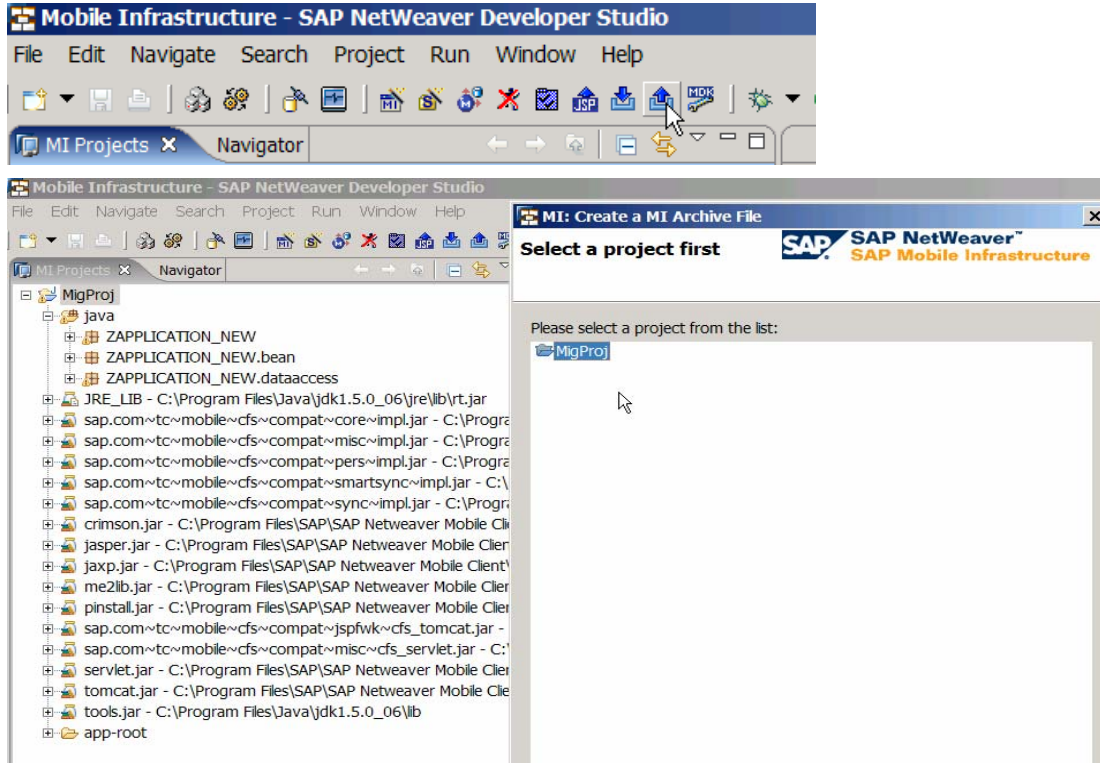 Mobile Infrastructure - SAP NetWeaver Developer Studio
File Edit Navigate Search Project Run Window Help
JSP MDK
MI Projects Navigator
Mobile Infrastructure - SAP NetWeaver Developer Studio
File Edit Navigate Search Project Run Window Help
MI Projects Navigator
MigProj
java
ZAPPLICATION_NEW
ZAPPLICATION_NEW.bean
ZAPPLICATION_NEW.dataaccess
JRE_LIB - C:\Program Files\Java\jdk1.5.0_06\jre\lib\rt.jar
sap.com~tc~mobile~cfs~compat~core~impl.jar - C:\Progra
sap.com~tc~mobile~cfs~compat~misc~impl.jar - C:\Progra
sap.com~tc~mobile~cfs~compat~pers~impl.jar - C:\Progra
sap.com~tc~mobile~cfs~compat~smartsync~impl.jar - C:\
sap.com~tc~mobile~cfs~compat~sync~impl.jar - C:\Progra
crimson.jar - C:\Program Files\SAP\SAP Netweaver Mobile Clie
jasper.jar - C:\Program Files\SAP\SAP Netweaver Mobile Clien
jaxp.jar - C:\Program Files\SAP\SAP Netweaver Mobile Client\
me2lib.jar - C:\Program Files\SAP\SAP Netweaver Mobile Clier
pinstall.jar - C:\Program Files\SAP\SAP Netweaver Mobile Clier
sap.com~tc~mobile~cfs~compat~jspfwk~cfs_tomcat.jar -
sap.com~tc~mobile~cfs~compat~misc~cfs_servlet.jar - C:\
servlet.jar - C:\Program Files\SAP\SAP Netweaver Mobile Clier
tomcat.jar - C:\Program Files\SAP\SAP Netweaver Mobile Clie
tools.jar - C:\Program Files\Java\jdk1.5.0_06\lib
app-root
MI: Create a MI Archive File
Select a project first
SAP
SAP NetWeaver™
SAP Mobile Infrastructure
Please select a project from the list:
MigProj